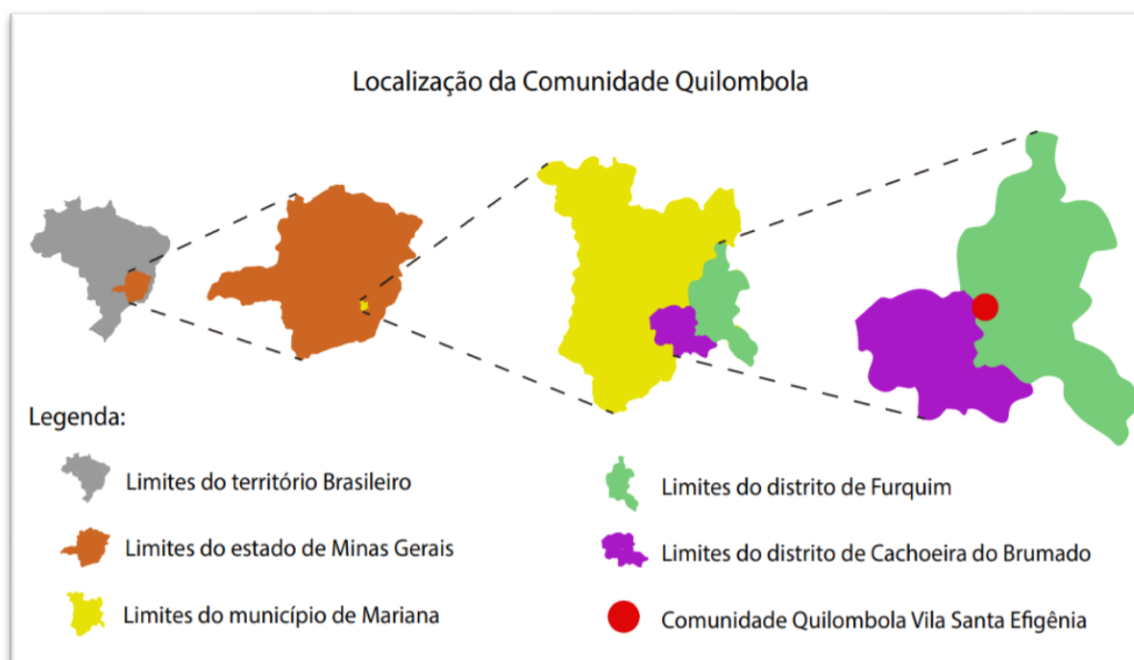 Localização da Comunidade Quilombola
Legenda:
Limites do território Brasileiro
Limites do estado de Minas Gerais
Limites do município de Mariana
Limites do distrito de Furquim
Limites do distrito de Cachoeira do Brumado
Comunidade Quilombola Vila Santa Efigênia